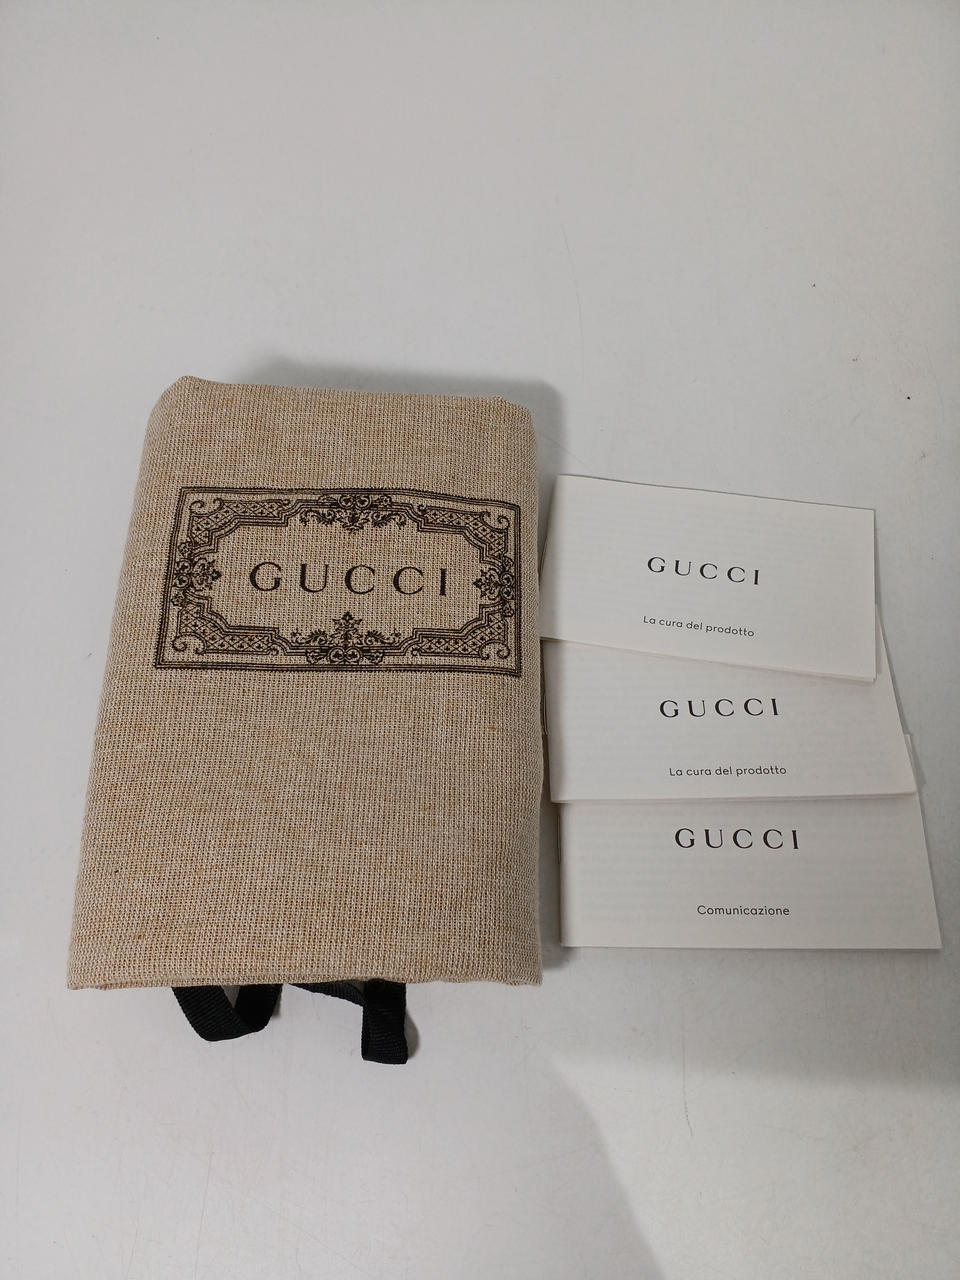 GUCCI
GUCCI
La cura del prodotto
GUCCI
La cura del prodotto
GUCCI
Comunicazione